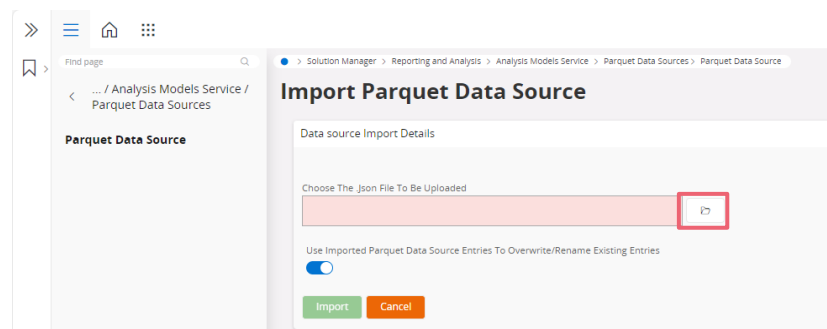 Find page
> Solution Manager > Reporting and Analysis > Analysis Models Service > Parquet Data Sources > Parquet Data Source
... / Analysis Models Service /
Parquet Data Sources
Parquet Data Source
Import Parquet Data Source
Data source Import Details
Choose The .Json File To Be Uploaded
Use Imported Parquet Data Source Entries To Overwrite/Rename Existing Entries
Import
Cancel